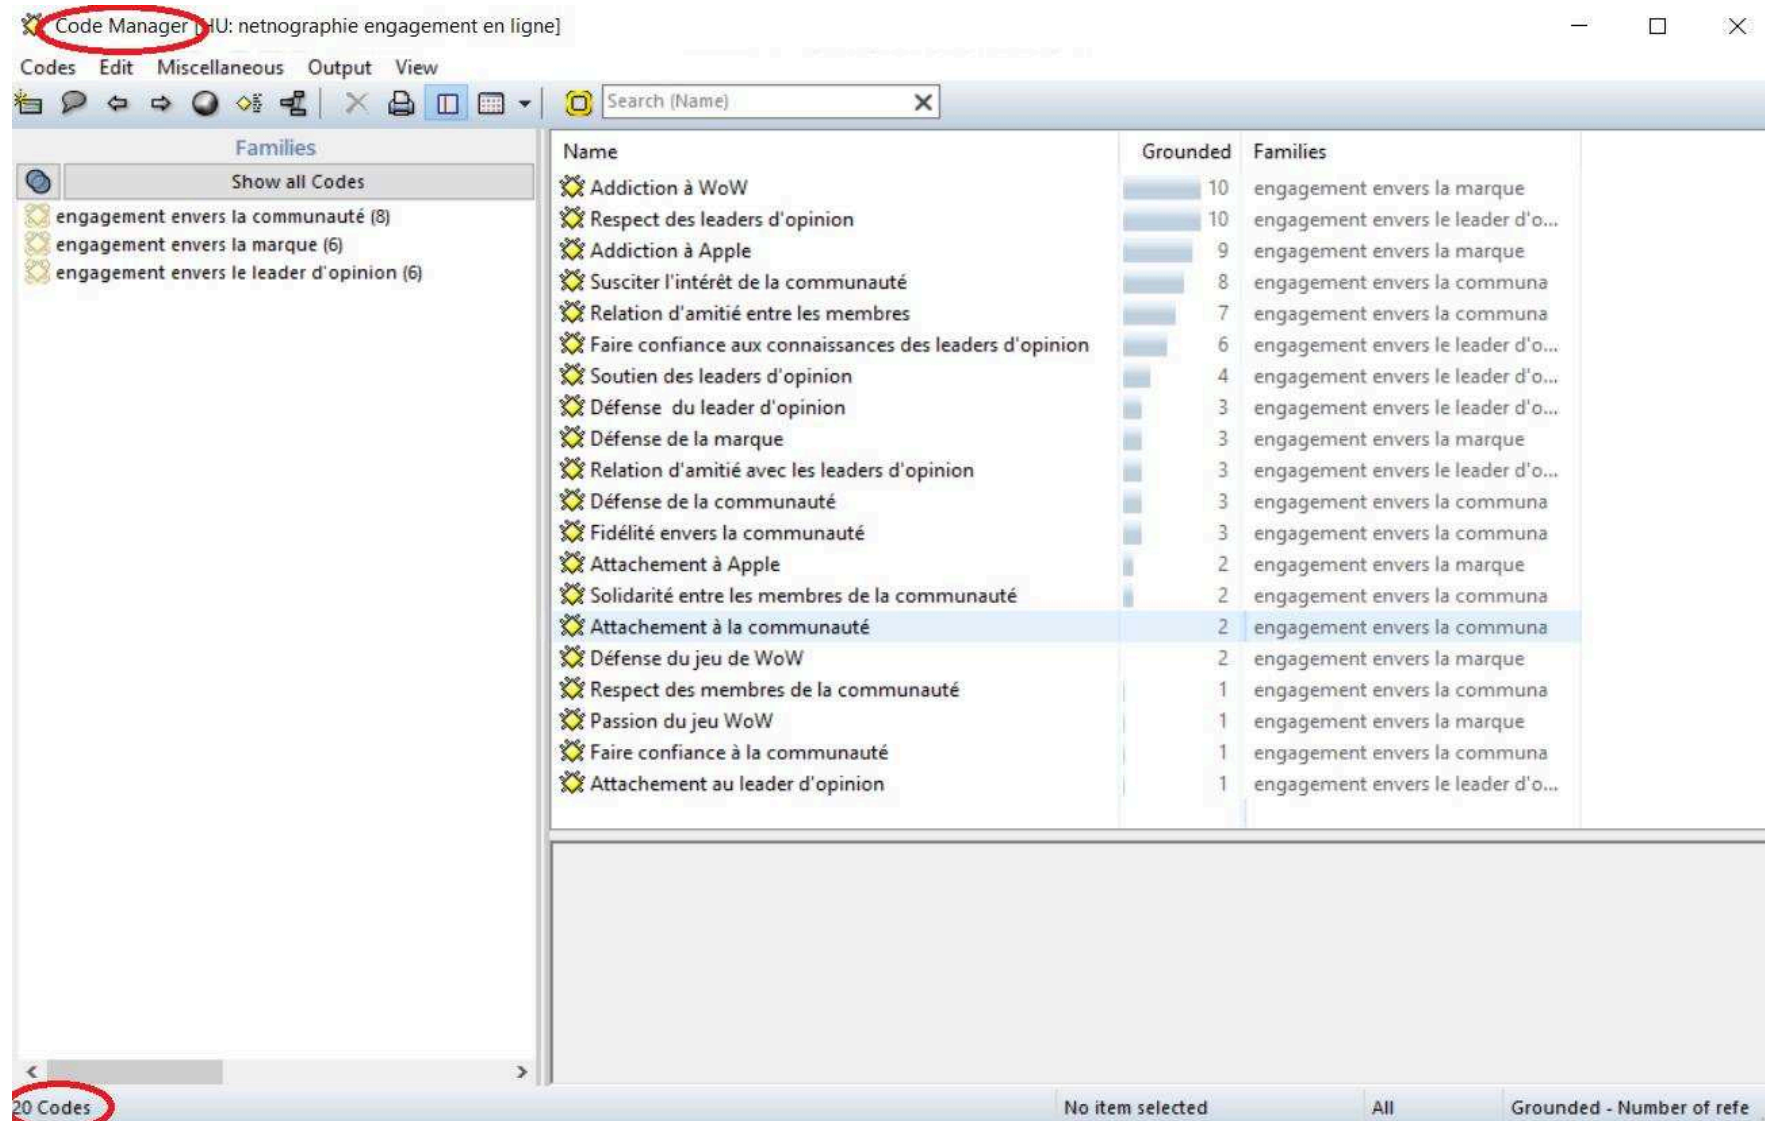 Code Manager [HU: netnographie engagement en ligne]
Codes Edit Miscellaneous Output View
Search (Name)
Families
Show all Codes
engagement envers la communauté (8)
engagement envers la marque (6)
engagement envers le leader d'opinion (6)
Name Grounded Families
Addiction à WoW 10 engagement envers la marque
Respect des leaders d'opinion 10 engagement envers le leader d'o...
Addiction à Apple 9 engagement envers la marque
Susciter l'intérêt de la communauté 8 engagement envers la communa
Relation d'amitié entre les membres 7 engagement envers la communa
Faire confiance aux connaissances des leaders d'opinion 6 engagement envers le leader d'o...
Soutien des leaders d'opinion 4 engagement envers le leader d'o...
Défense  du leader d'opinion 3 engagement envers le leader d'o...
Défense de la marque 3 engagement envers la marque
Relation d'amitié avec les leaders d'opinion 3 engagement envers le leader d'o...
Défense de la communauté 3 engagement envers la communa
Fidélité envers la communauté 3 engagement envers la communa
Attachement à Apple 2 engagement envers la marque
Solidarité entre les membres de la communauté 2 engagement envers la communa
Attachement à la communauté 2 engagement envers la communa
Défense du jeu de WoW 2 engagement envers la marque
Respect des membres de la communauté 1 engagement envers la communa
Passion du jeu WoW 1 engagement envers la marque
Faire confiance à la communauté 1 engagement envers la communa
Attachement au leader d'opinion 1 engagement envers le leader d'o...
20 Codes No item selected All Grounded - Number of refe